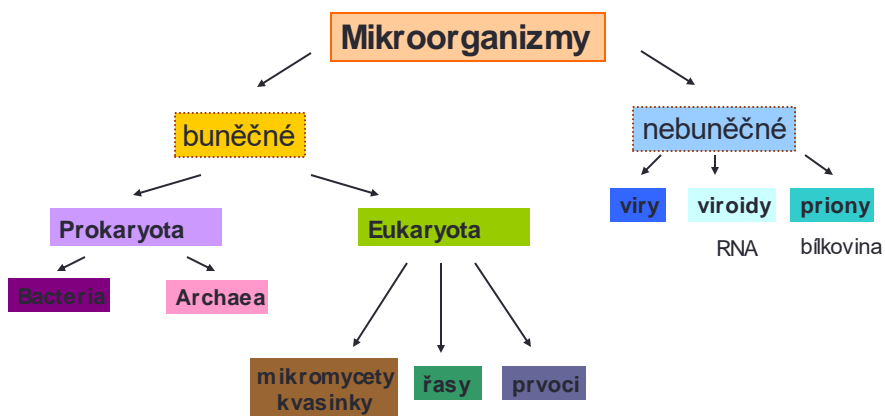 Mikroorganizmy
buněčné
nebuněčné
viry
viroidy
priony
Prokaryota
Eukaryota
RNA
bílkovina
Bacteria
Archaea
mikromycety
kvasinky
řasy
prvoci